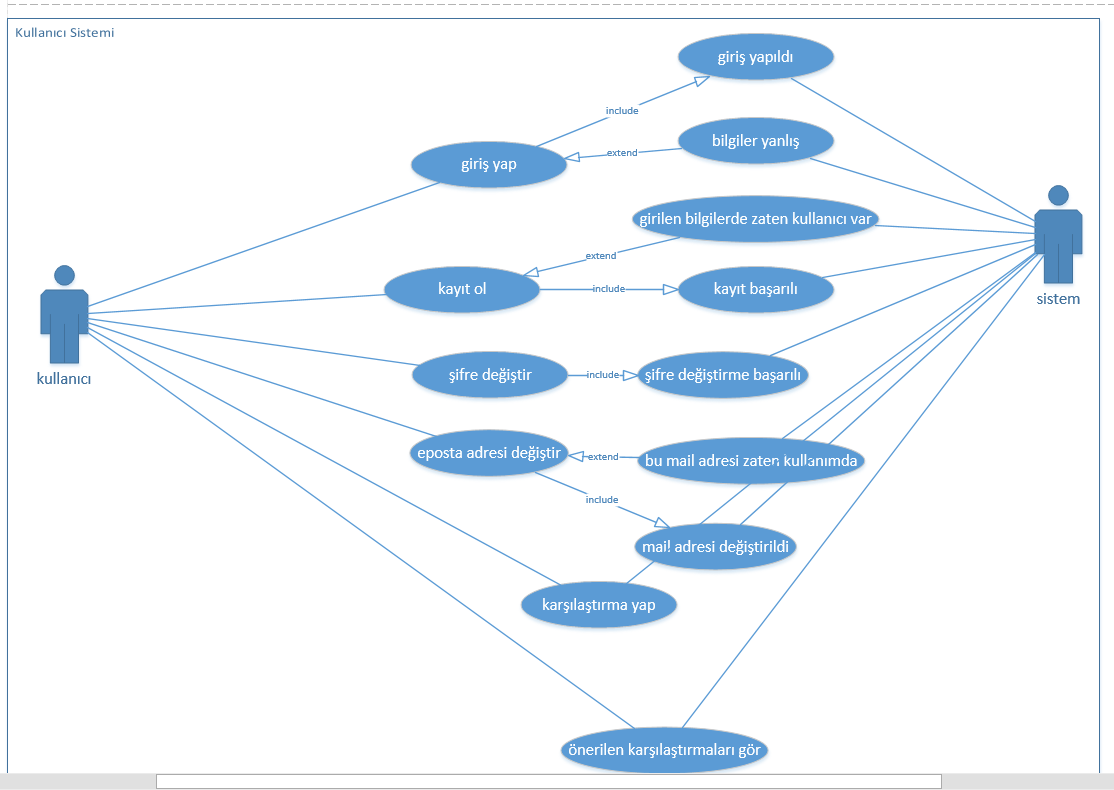 Kullanıcı Sistemi
giriş yapıldı
include
bilgiler yanlış
extend
giriş yap
girilen bilgilerde zaten kullanıcı var
extend
kayıt ol
include
kayıt başarılı
sistem
kullanıcı
şifre değiştir
include
şifre değiştirme başarılı
eposta adresi değiştir
extend
bu mail adresi zaten kullanımda
include
mail adresi değiştirildi
karşılaştırma yap
önerilen karşılaştırmaları gör